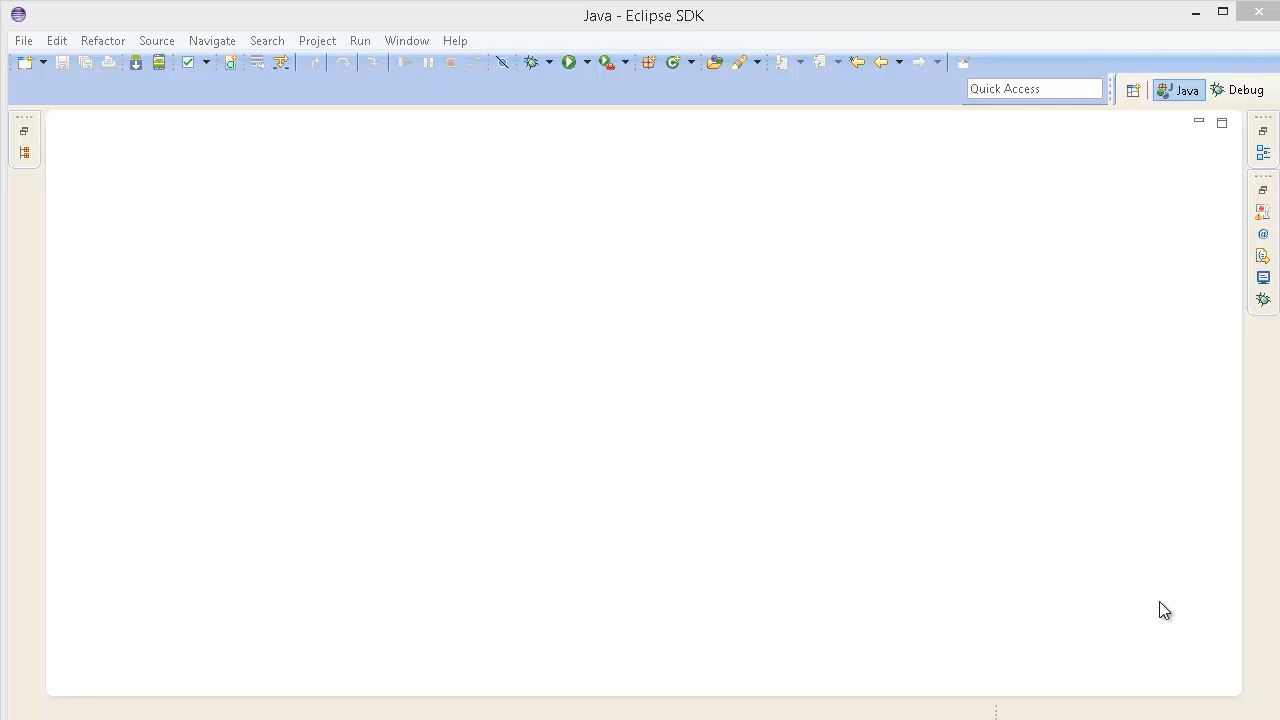 Java - Eclipse SDK
File Edit Refactor Source Navigate Search Project Run Window Help
Quick Access
Java Debug